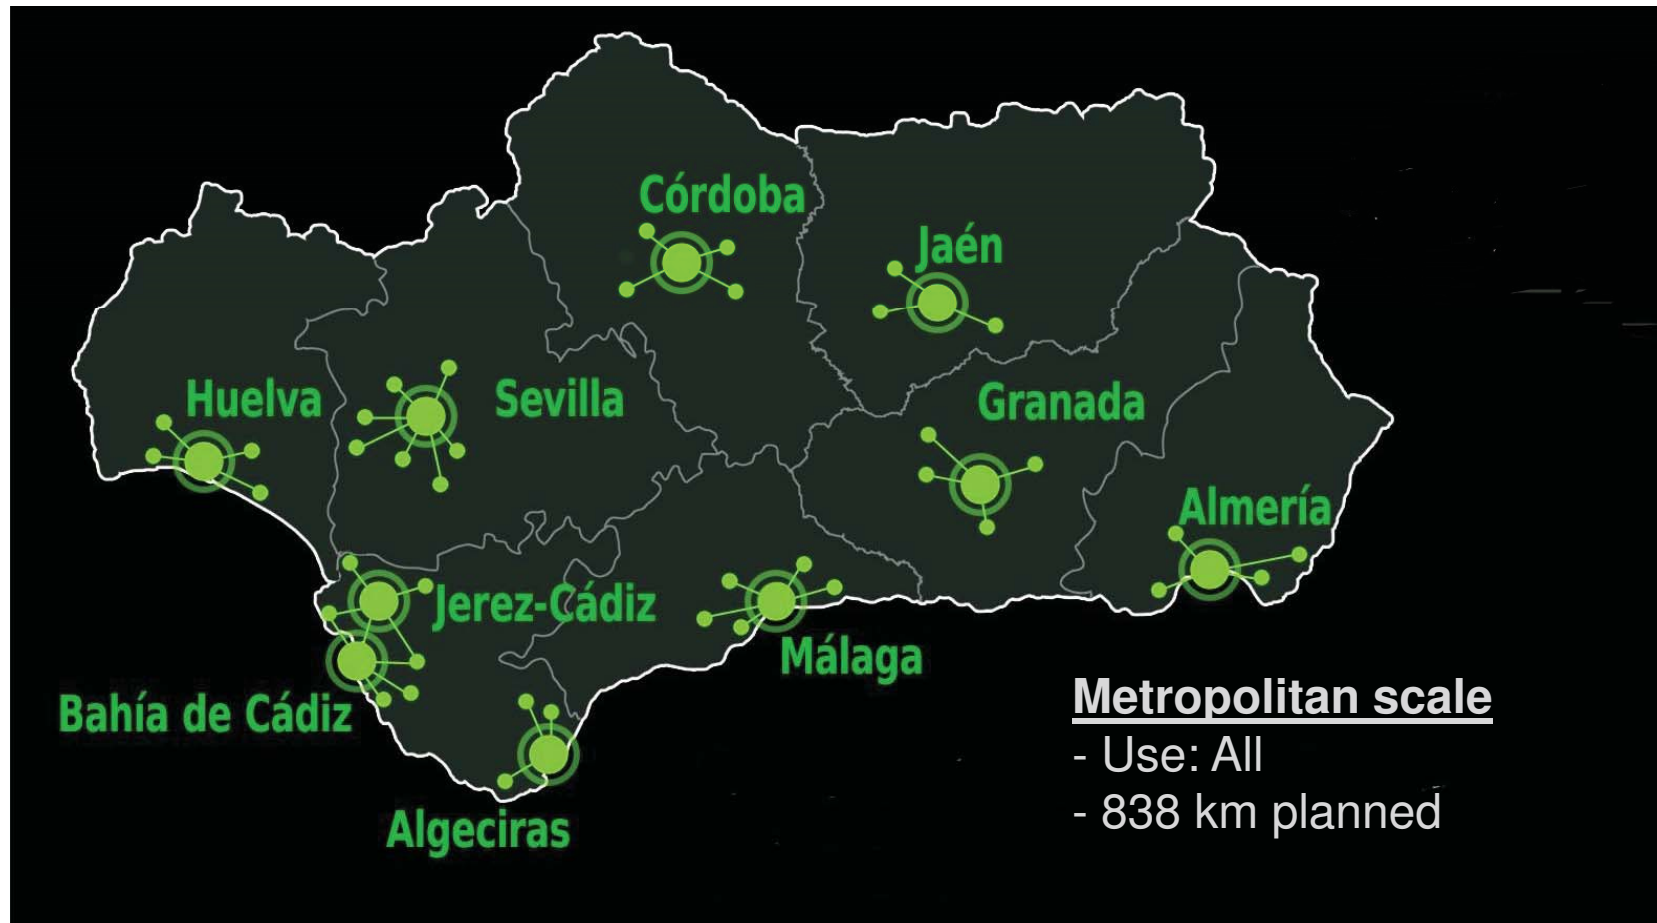 Córdoba
Jaén
Huelva
Sevilla
Granada
Almería
Jerez-Cádiz
Málaga
Bahía de Cádiz
Algeciras
Metropolitan scale
- Use: All
- 838 km planned